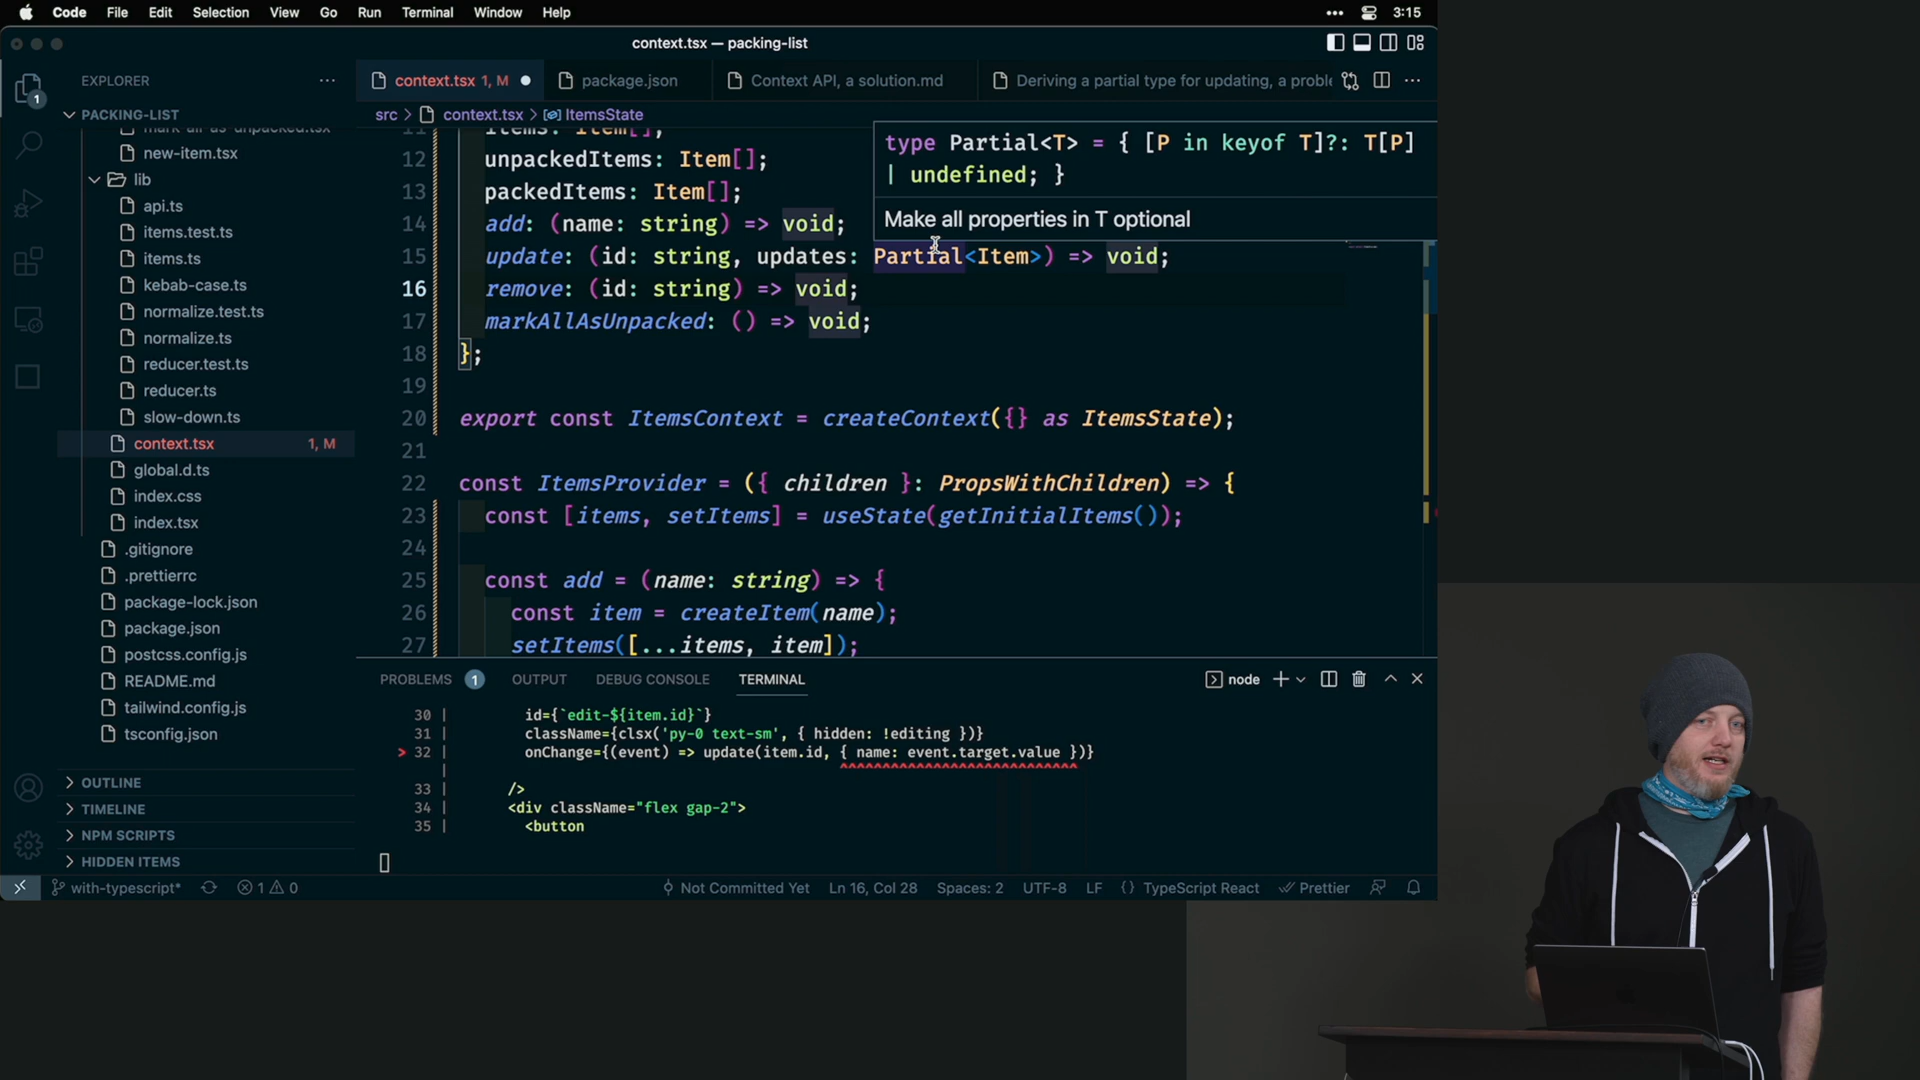 Code File Edit Selection View Go Run Terminal Window Help
3:15
context.tsx — packing-list
EXPLORER
context.tsx 1, M
package.json
Context API, a solution.md
Deriving a partial type for updating, a proble
1
PACKING-LIST
src > context.tsx > ItemsState
mark-all-as-unpacked.tsx
new-item.tsx
lib
api.ts
items.test.ts
items.ts
kebab-case.ts
normalize.test.ts
normalize.ts
reducer.test.ts
reducer.ts
slow-down.ts
context.tsx 1, M
global.d.ts
index.css
index.tsx
.gitignore
.prettierrc
package-lock.json
package.json
postcss.config.js
README.md
tailwind.config.js
tsconfig.json
OUTLINE
TIMELINE
NPM SCRIPTS
HIDDEN ITEMS
11 items: Item[];
12 unpackedItems: Item[];
13 packedItems: Item[];
14 add: (name: string) => void;
15 update: (id: string, updates: Partial<Item>) => void;
16 remove: (id: string) => void;
17 markAllAsUnpacked: () => void;
18 };
19
20 export const ItemsContext = createContext({} as ItemsState);
21
22 const ItemsProvider = ({ children }: PropsWithChildren) => {
23 const [items, setItems] = useState(getInitialItems());
24
25 const add = (name: string) => {
26 const item = createItem(name);
27 setItems([...items, item]);
type Partial<T> = { [P in keyof T]?: T[P]
| undefined; }
Make all properties in T optional
PROBLEMS 1 OUTPUT DEBUG CONSOLE TERMINAL
node
30 | id={`edit-${item.id}`}
31 | className={clsx('py-0 text-sm', { hidden: !editing })}
> 32 | onChange={(event) => update(item.id, { name: event.target.value })}
| ^^^^^^^^^^^^^^^^^^^^^^^^^^^^
33 | />
34 | <div className="flex gap-2">
35 | <button
with-typescript* 1 0 Not Committed Yet Ln 16, Col 28 Spaces: 2 UTF-8 LF {} TypeScript React Prettier